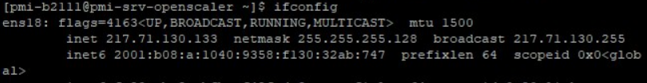 [pmi-b2111@pmi-srv-openscaler ~]$ ifconfig
ens18: flags=4163<UP,BROADCAST,RUNNING,MULTICAST>  mtu 1500
        inet 217.71.130.133  netmask 255.255.255.128  broadcast 217.71.130.255
        inet6 2001:b08:a:1040:9358:f130:32ab:747  prefixlen 64  scopeid 0x0<glob
al>